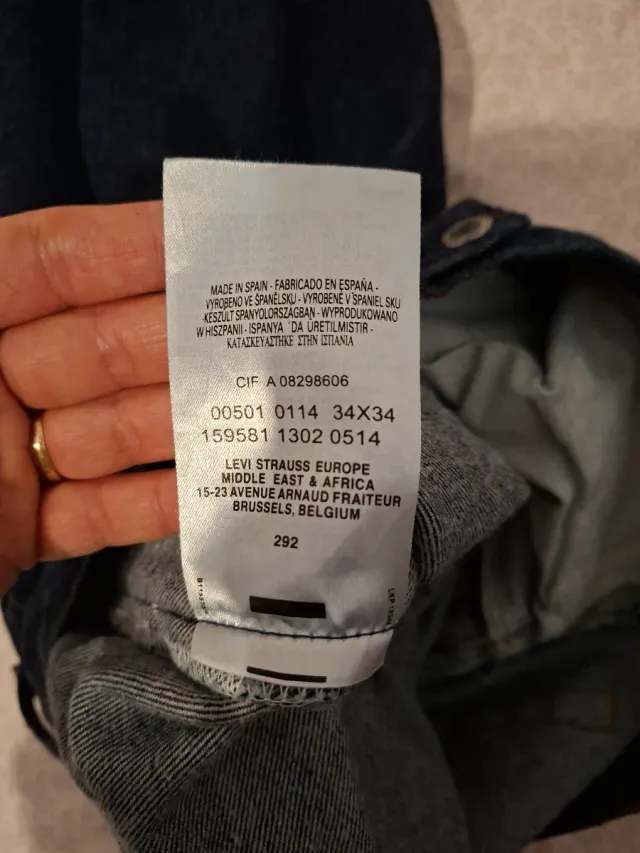 MADE IN SPAIN - FABRICADO EN ESPAÑA -
VYROBENO VE ŠPANĚLSKU - VYROBENÉ V ŠPANIEL SKU
-KESZÜLT SPANYOLORSZAGBAN - WYPRODUKOWANO
W HISZPANII - ISPANYA 'DA ÜRETILMISTIR -
ΚΑΤΑΣΚΕΥΑΣΤΗΚΕ ΣΤΗΝ ΙΣΠΑΝΙΑ
CIF A 08298606
00501 0114 34X34
159581 1302 0514
LEVI STRAUSS EUROPE
MIDDLE EAST & AFRICA
15-23 AVENUE ARNAUD FRAITEUR
BRUSSELS, BELGIUM
292